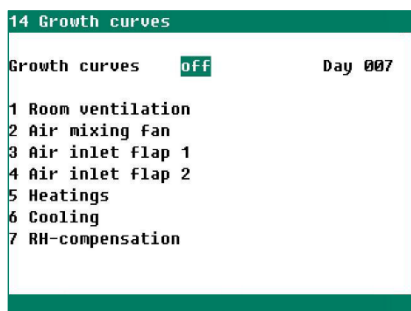 14 Growth curves
Growth curves off Day 007
1 Room ventilation
2 Air mixing fan
3 Air inlet flap 1
4 Air inlet flap 2
5 Heatings
6 Cooling
7 RH-compensation